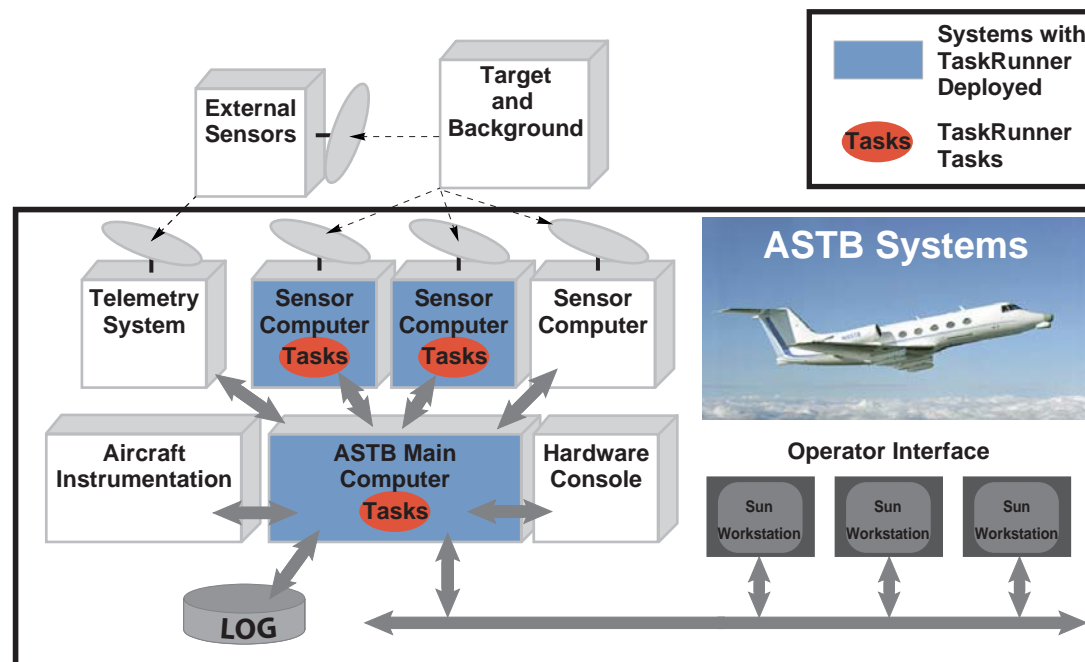 Systems with
TaskRunner
Deployed
Tasks
TaskRunner
Tasks
External
Sensors
Target
and
Background
ASTB Systems
Telemetry
System
Sensor
Computer
Tasks
Sensor
Computer
Tasks
Sensor
Computer
Aircraft
Instrumentation
ASTB Main
Computer
Tasks
Hardware
Console
Operator Interface
Sun
Workstation
Sun
Workstation
Sun
Workstation
LOG